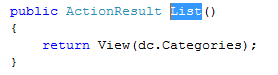 public ActionResult List()
{
    return View(dc.Categories);
}